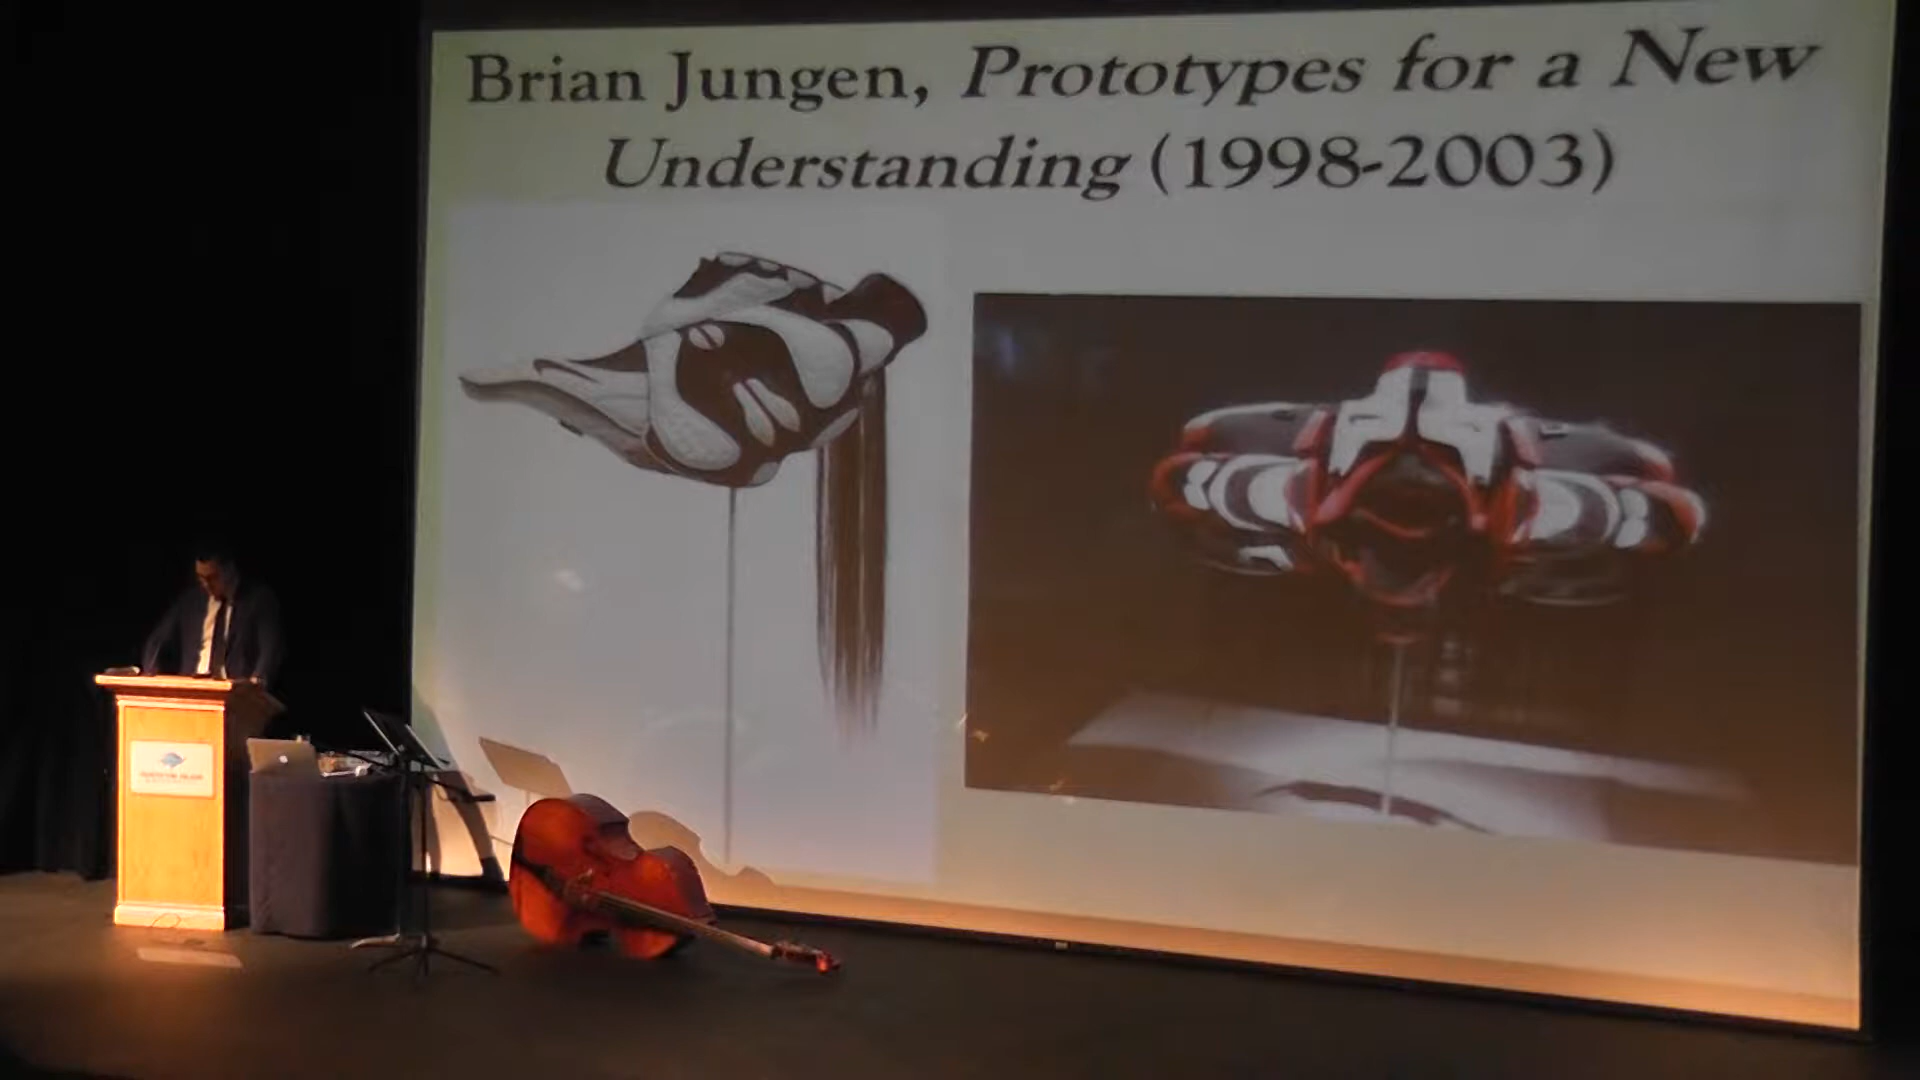 Brian Jungen, Prototypes for a New
Understanding (1998-2003)